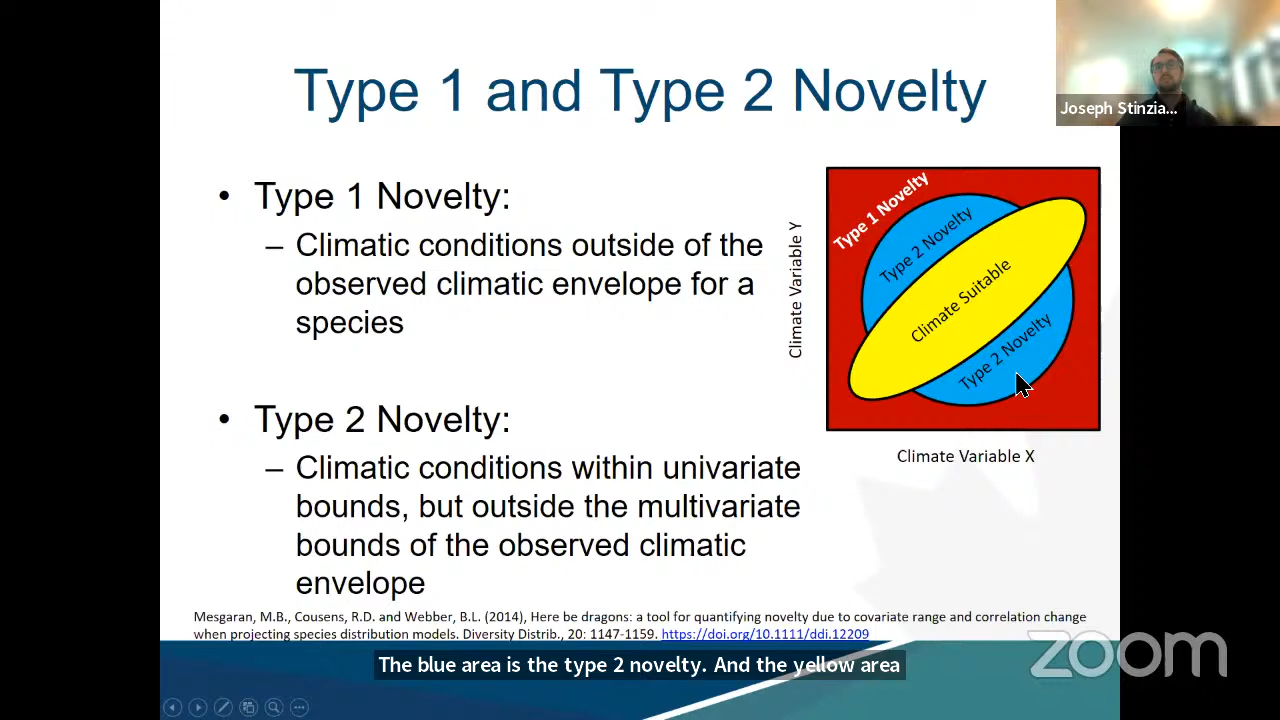 Type 1 and Type 2 Novelty
Joseph Stinzia...
• Type 1 Novelty:
– Climatic conditions outside of the
observed climatic envelope for a
species
• Type 2 Novelty:
– Climatic conditions within univariate
bounds, but outside the multivariate
bounds of the observed climatic
envelope
Type 1 Novelty
Type 2 Novelty
Climate Suitable
Type 2 Novelty
Climate Variable Y
Climate Variable X
Mesgaran, M.B., Cousens, R.D. and Webber, B.L. (2014), Here be dragons: a tool for quantifying novelty due to covariate range and correlation change
when projecting species distribution models. Diversity Distrib., 20: 1147-1159. https://doi.org/10.1111/ddi.12209
The blue area is the type 2 novelty. And the yellow area
zoom